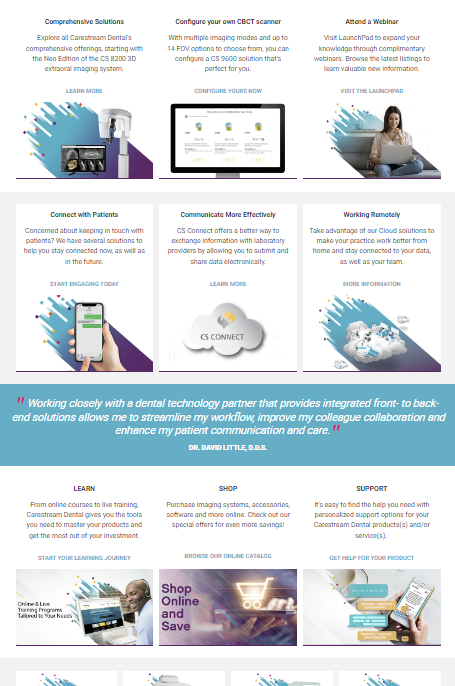 Comprehensive Solutions
Explore all Carestream Dental's
comprehensive offerings, starting with
the Neo Edition of the CS 8200 3D
extraoral imaging system.
LEARN MORE
Configure your own CBCT scanner
With multiple imaging modes and up to
14 FOV options to choose from, you can
configure a CS 9600 solution that's
perfect for you.
CONFIGURE YOURS NOW
Attend a Webinar
Visit LaunchPad to expand your
knowledge through complimentary
webinars. Browse the latest listings to
learn valuable new information.
VISIT THE LAUNCHPAD
Connect with Patients
Concerned about keeping in touch with
patients? We have several solutions to
help you stay connected now, as well as
in the future.
START ENGAGING TODAY
Communicate More Effectively
CS Connect offers a better way to
exchange information with laboratory
providers by allowing you to submit and
share data electronically.
LEARN MORE
CS CONNECT
Working Remotely
Take advantage of our Cloud solutions to
make your practice work better from
home and stay connected to your data,
as well as your team.
MORE INFORMATION
" Working closely with a dental technology partner that provides integrated front- to back-
end solutions allows me to streamline my workflow, improve my colleague collaboration and
enhance my patient communication and care. "
DR. DAVID LITTLE, D.D.S.
LEARN
From online courses to live training,
Carestream Dental gives you the tools
you need to master your products and
get the most out of your investment.
START YOUR LEARNING JOURNEY
Online & Live
Training Programs
Tailored to Your Needs
SHOP
Purchase imaging systems, accessories,
software and more online. Check out our
special offers for even more savings!
BROWSE OUR ONLINE CATALOG
Shop
Online
and
Save
SUPPORT
It's easy to find the help you need with
personalized support options for your
Carestream Dental products(s) and/or
service(s).
GET HELP FOR YOUR PRODUCT